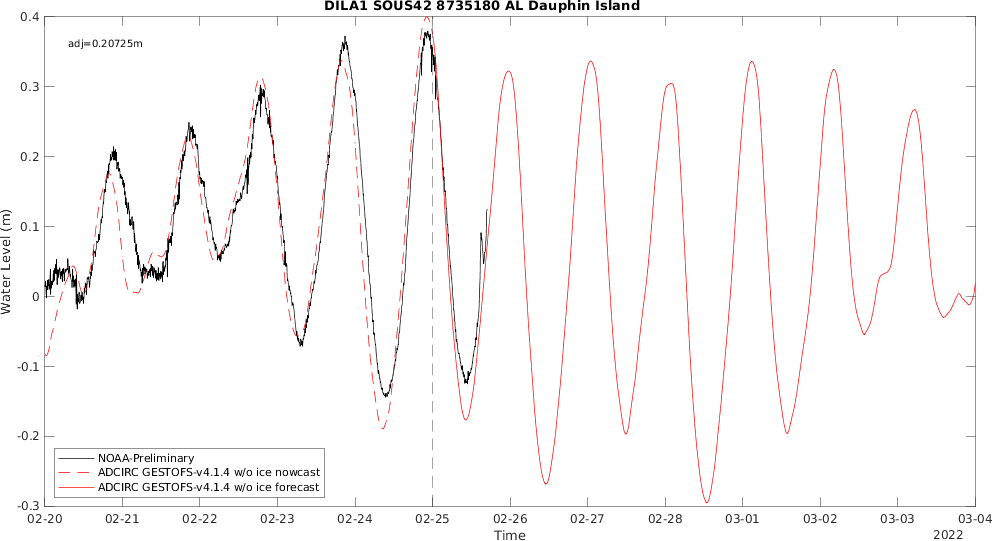 DILA1 SOUS42 8735180 AL Dauphin Island
adj=0.20725m
0.4
0.3
0.2
0.1
0
-0.1
-0.2
-0.3
Water Level (m)
NOAA-Preliminary
ADCIRC GESTOFS-v4.1.4 w/o ice nowcast
ADCIRC GESTOFS-v4.1.4 w/o ice forecast
02-20 02-21 02-22 02-23 02-24 02-25 02-26 02-27 02-28 03-01 03-02 03-03 03-04
Time
2022